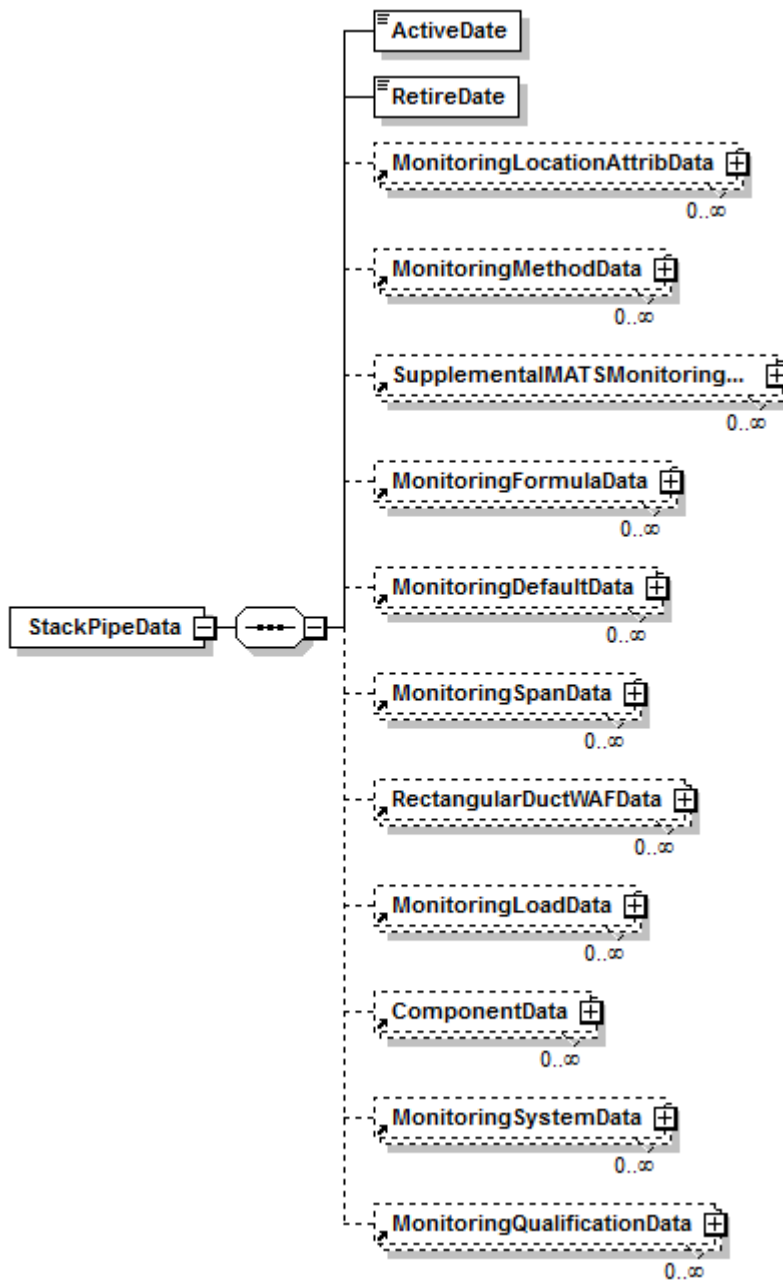 ActiveDate
RetireDate
MonitoringLocationAttribData
0..∞
MonitoringMethodData
0..∞
SupplementalMATSMonitoring...
0..∞
MonitoringFormulaData
0..∞
MonitoringDefaultData
0..∞
StackPipeData
MonitoringSpanData
0..∞
RectangularDuctWAFData
0..∞
MonitoringLoadData
0..∞
ComponentData
0..∞
MonitoringSystemData
0..∞
MonitoringQualificationData
0..∞